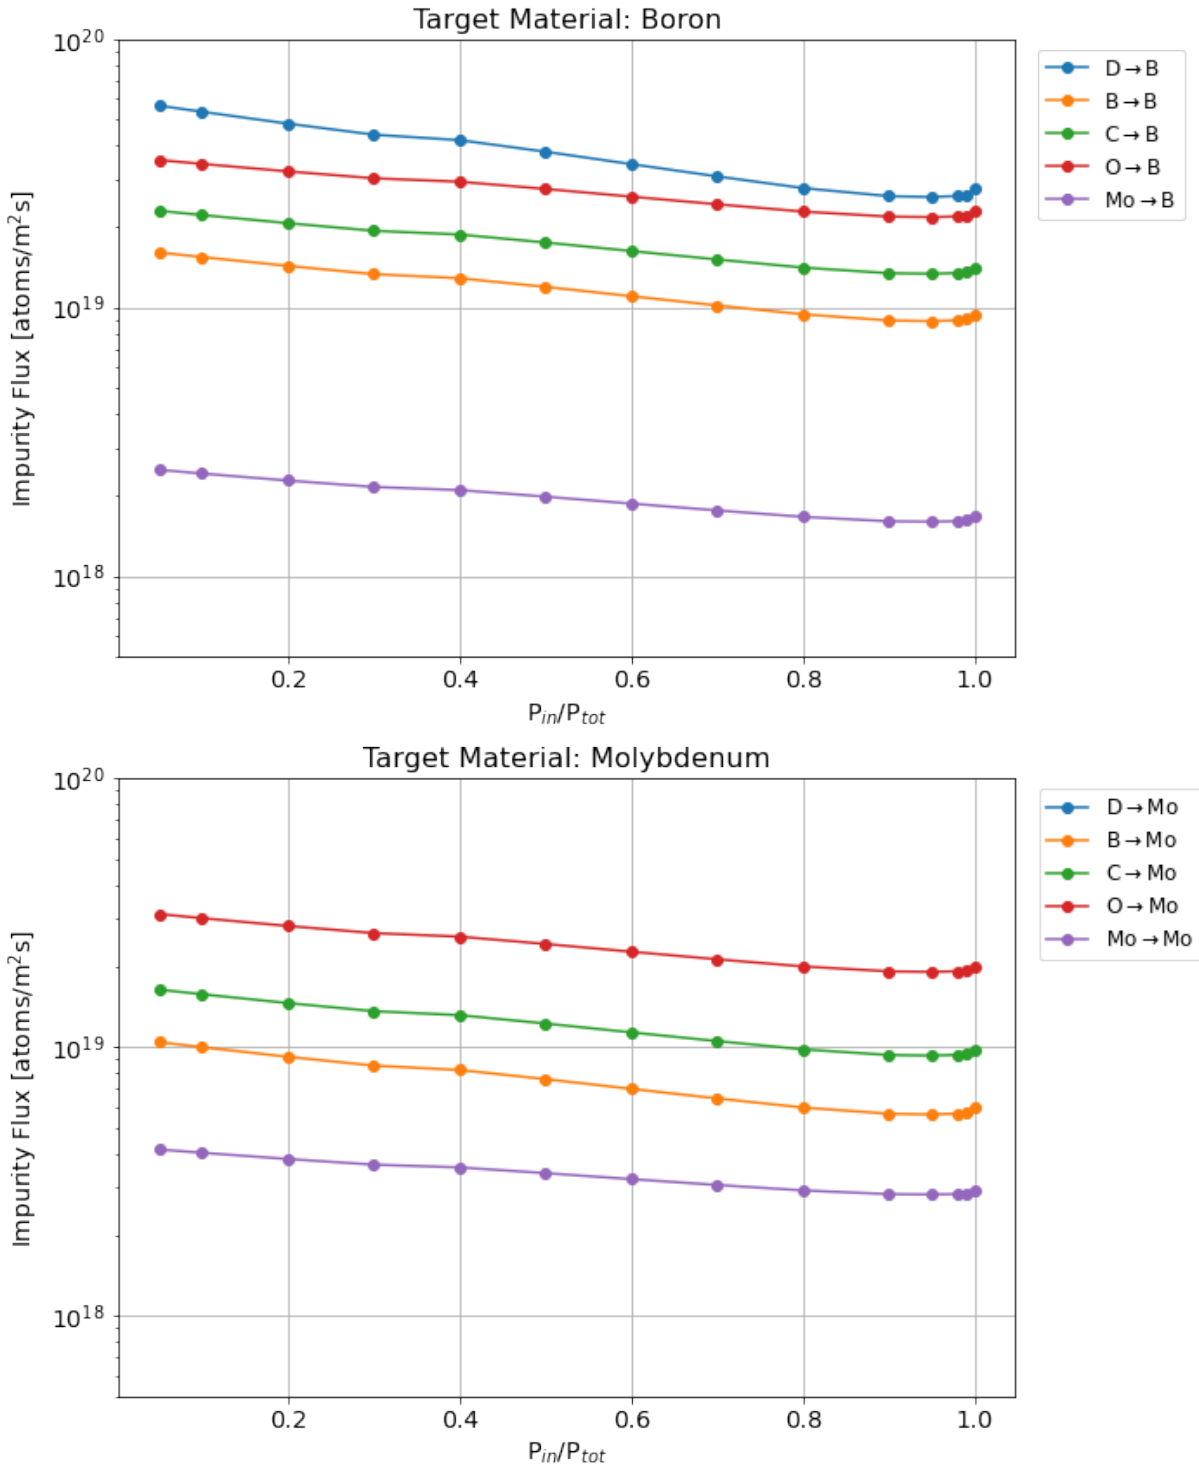 Target Material: Boron
10^20
10^19
10^18
Impurity Flux [atoms/m^2s]
0.2 0.4 0.6 0.8 1.0
P_in/P_tot
D→B
B→B
C→B
O→B
Mo→B
Target Material: Molybdenum
10^20
10^19
10^18
Impurity Flux [atoms/m^2s]
0.2 0.4 0.6 0.8 1.0
P_in/P_tot
D→Mo
B→Mo
C→Mo
O→Mo
Mo→Mo